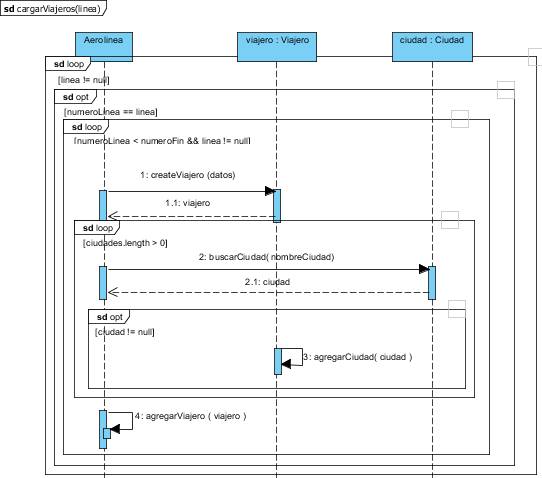 sd cargarViajeros(linea)
Aerolinea
viajero : Viajero
ciudad : Ciudad
sd loop
[linea != null]
sd opt
[numeroLinea == linea]
sd loop
[numeroLinea < numeroFin && linea != null]
1: createViajero (datos)
1.1: viajero
sd loop
[ciudades.length > 0]
2: buscarCiudad( nombreCiudad)
2.1: ciudad
sd opt
[ciudad != null]
3: agregarCiudad( ciudad )
4: agregarViajero ( viajero )